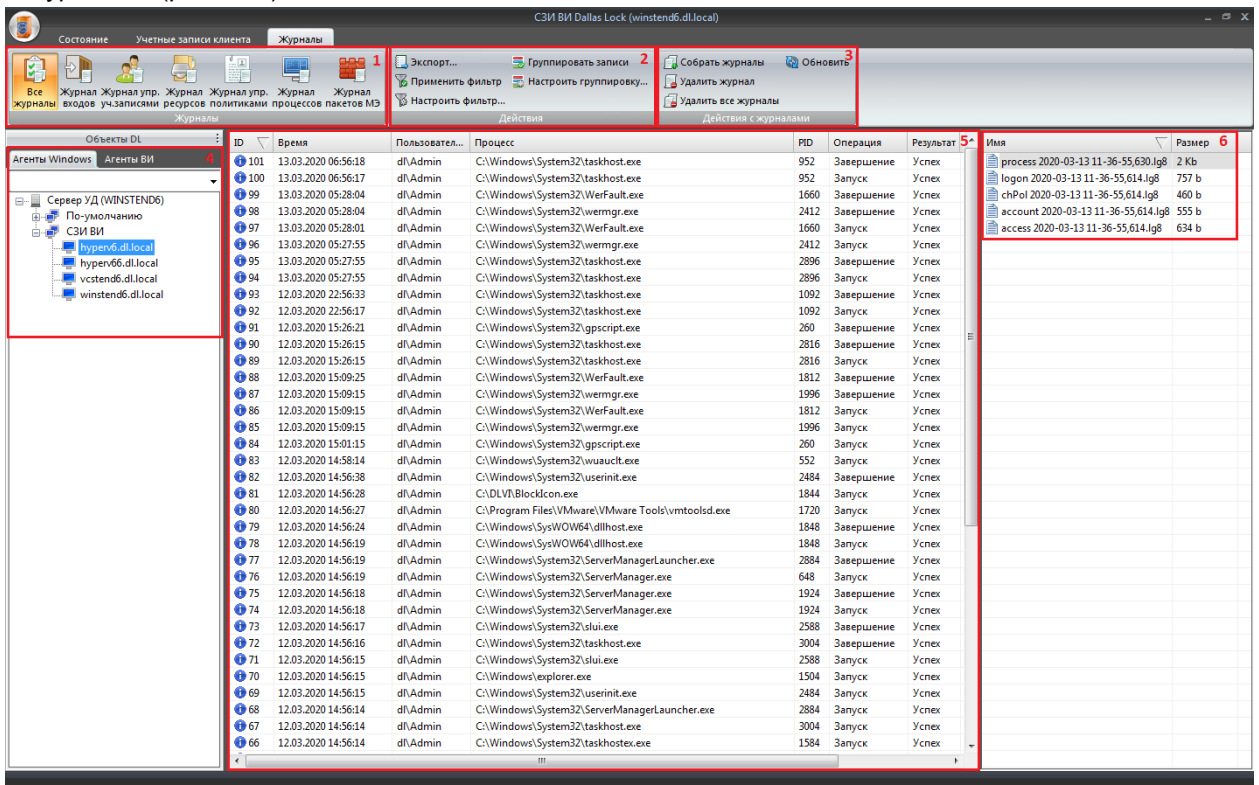 СЗИ ВИ Dallas Lock (winstend6.dl.local)
Состояние Учетные записи клиента Журналы
Все журналы
Журнал входов
Журнал упр. уч.записями
Журнал ресурсов
Журнал упр. политиками
Журнал процессов
Журнал пакетов МЭ
1
Журналы
Экспорт... Группировать записи 2
Применить фильтр Настроить группировку...
Настроить фильтр...
Действия
Собрать журналы Обновить 3
Удалить журнал
Удалить все журналы
Действия с журналами
Объекты DL
Агенты Windows Агенты ВИ 4
Сервер УД (WINSTEND6)
По-умолчанию
СЗИ ВИ
hyperv6.dl.local
hyperv66.dl.local
vcstend6.dl.local
winstend6.dl.local
ID Время Пользовател... Процесс PID Операция Результат 5
101 13.03.2020 06:56:18 dl\Admin C:\Windows\System32\taskhost.exe 952 Завершение Успех
100 13.03.2020 06:56:17 dl\Admin C:\Windows\System32\taskhost.exe 952 Запуск Успех
99 13.03.2020 05:28:04 dl\Admin C:\Windows\System32\WerFault.exe 1660 Завершение Успех
98 13.03.2020 05:28:04 dl\Admin C:\Windows\System32\wermgr.exe 2412 Завершение Успех
97 13.03.2020 05:28:01 dl\Admin C:\Windows\System32\WerFault.exe 1660 Запуск Успех
96 13.03.2020 05:27:55 dl\Admin C:\Windows\System32\wermgr.exe 2412 Запуск Успех
95 13.03.2020 05:27:55 dl\Admin C:\Windows\System32\taskhost.exe 2896 Завершение Успех
94 13.03.2020 05:27:55 dl\Admin C:\Windows\System32\taskhost.exe 2896 Запуск Успех
93 12.03.2020 22:56:33 dl\Admin C:\Windows\System32\taskhost.exe 1092 Завершение Успех
92 12.03.2020 22:56:17 dl\Admin C:\Windows\System32\taskhost.exe 1092 Запуск Успех
91 12.03.2020 15:26:21 dl\Admin C:\Windows\System32\gpscript.exe 260 Завершение Успех
90 12.03.2020 15:26:15 dl\Admin C:\Windows\System32\taskhost.exe 2816 Завершение Успех
89 12.03.2020 15:26:15 dl\Admin C:\Windows\System32\taskhost.exe 2816 Запуск Успех
88 12.03.2020 15:09:25 dl\Admin C:\Windows\System32\WerFault.exe 1812 Завершение Успех
87 12.03.2020 15:09:15 dl\Admin C:\Windows\System32\wermgr.exe 1996 Завершение Успех
86 12.03.2020 15:09:15 dl\Admin C:\Windows\System32\WerFault.exe 1812 Запуск Успех
85 12.03.2020 15:09:15 dl\Admin C:\Windows\System32\wermgr.exe 1996 Запуск Успех
84 12.03.2020 15:01:15 dl\Admin C:\Windows\System32\gpscript.exe 260 Запуск Успех
83 12.03.2020 14:58:14 dl\Admin C:\Windows\System32\wuauclt.exe 552 Запуск Успех
82 12.03.2020 14:56:38 dl\Admin C:\Windows\System32\userinit.exe 2484 Завершение Успех
81 12.03.2020 14:56:28 dl\Admin C:\DLVI\BlockIcon.exe 1844 Запуск Успех
80 12.03.2020 14:56:27 dl\Admin C:\Program Files\VMware\VMware Tools\vmtoolsd.exe 1720 Запуск Успех
79 12.03.2020 14:56:24 dl\Admin C:\Windows\SysWOW64\dllhost.exe 1848 Завершение Успех
78 12.03.2020 14:56:19 dl\Admin C:\Windows\SysWOW64\dllhost.exe 1848 Запуск Успех
77 12.03.2020 14:56:19 dl\Admin C:\Windows\System32\ServerManagerLauncher.exe 2884 Завершение Успех
76 12.03.2020 14:56:19 dl\Admin C:\Windows\System32\ServerManager.exe 648 Запуск Успех
75 12.03.2020 14:56:18 dl\Admin C:\Windows\System32\ServerManager.exe 1924 Завершение Успех
74 12.03.2020 14:56:18 dl\Admin C:\Windows\System32\ServerManager.exe 1924 Запуск Успех
73 12.03.2020 14:56:17 dl\Admin C:\Windows\System32\slui.exe 2588 Завершение Успех
72 12.03.2020 14:56:16 dl\Admin C:\Windows\System32\taskhost.exe 3004 Завершение Успех
71 12.03.2020 14:56:15 dl\Admin C:\Windows\System32\slui.exe 2588 Запуск Успех
70 12.03.2020 14:56:15 dl\Admin C:\Windows\explorer.exe 1504 Запуск Успех
69 12.03.2020 14:56:15 dl\Admin C:\Windows\System32\userinit.exe 2484 Запуск Успех
68 12.03.2020 14:56:14 dl\Admin C:\Windows\System32\ServerManagerLauncher.exe 2884 Запуск Успех
67 12.03.2020 14:56:14 dl\Admin C:\Windows\System32\taskhost.exe 3004 Запуск Успех
66 12.03.2020 14:56:14 dl\Admin C:\Windows\System32\taskhostex.exe 1584 Запуск Успех
Имя Размер 6
process 2020-03-13 11-36-55,630.lg8 2 Kb
logon 2020-03-13 11-36-55,614.lg8 757 b
chPol 2020-03-13 11-36-55,614.lg8 460 b
account 2020-03-13 11-36-55,614.lg8 555 b
access 2020-03-13 11-36-55,614.lg8 634 b